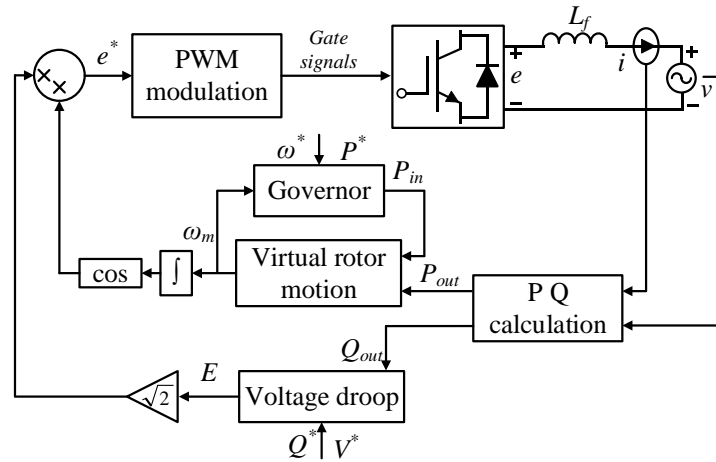 e*
PWM
modulation
Gate
signals
e
L_f
i
+
−
+
−
v
ω*
P*
P_in
Governor
ω_m
cos
∫
Virtual rotor
motion
P_out
P Q
calculation
Q_out
√2
E
Voltage droop
Q*
V*